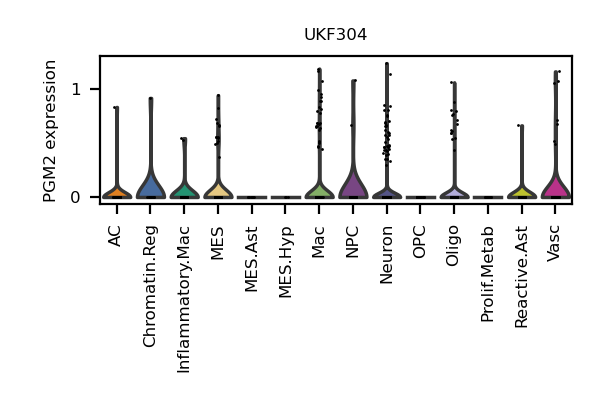 UKF304
PGM2 expression
1
0
AC
Chromatin.Reg
Inflammatory.Mac
MES
MES.Ast
MES.Hyp
Mac
NPC
Neuron
OPC
Oligo
Prolif.Metab
Reactive.Ast
Vasc